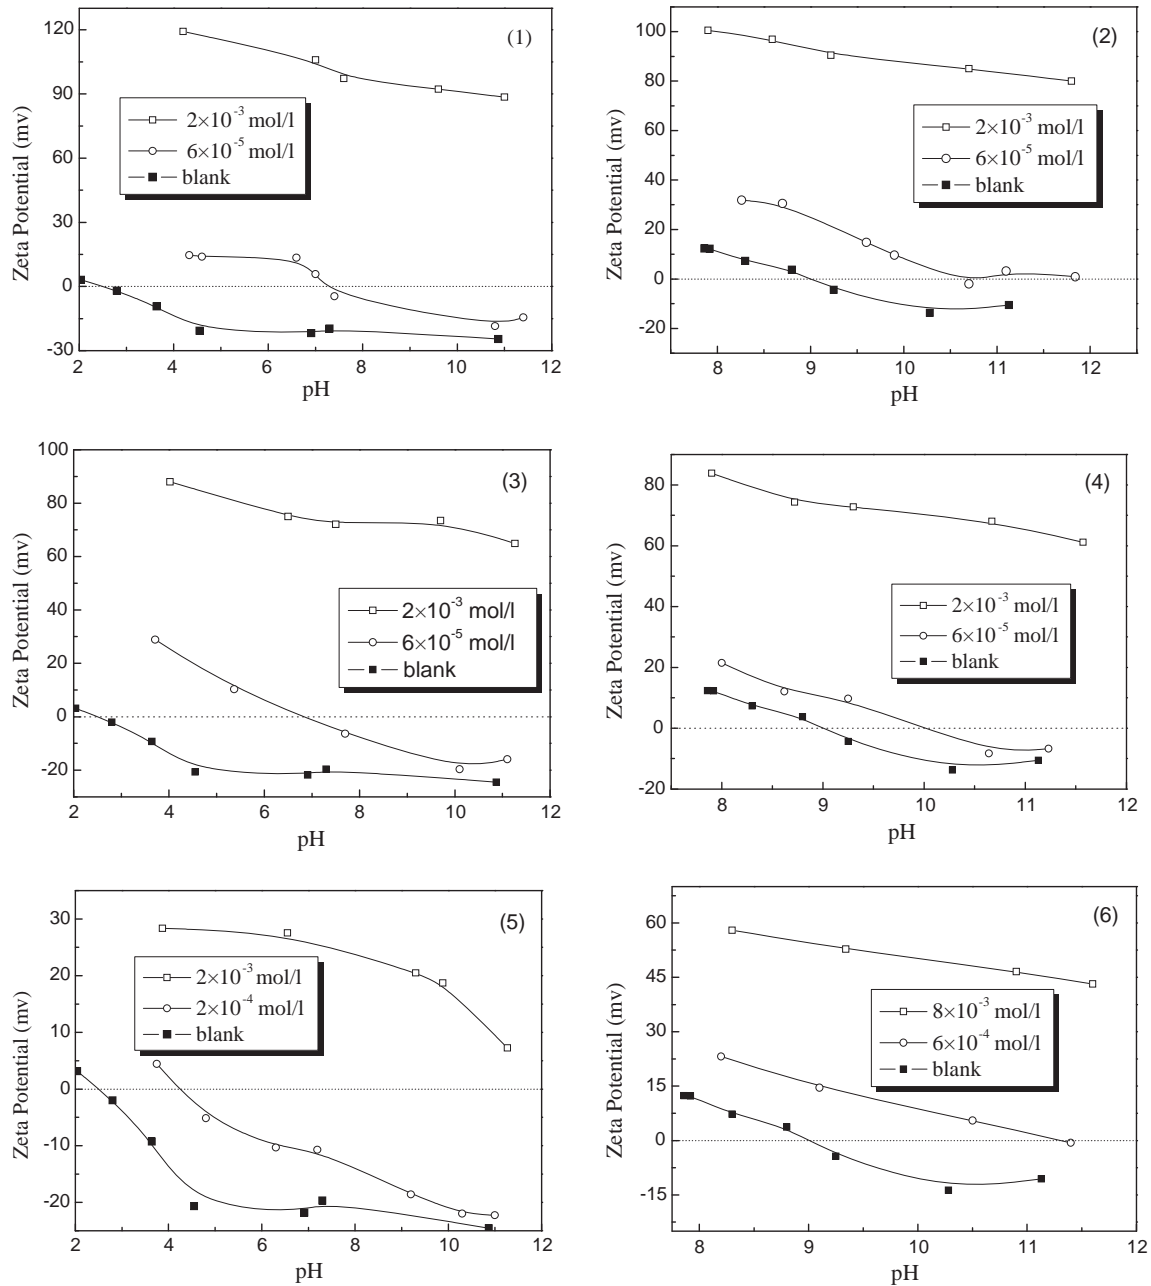 (1)
120
90
60
30
0
-30
Zeta Potential (mv)
2×10⁻³ mol/l
6×10⁻⁵ mol/l
blank
2 4 6 8 10 12
pH
(2)
100
80
60
40
20
0
-20
Zeta Potential (mv)
2×10⁻³ mol/l
6×10⁻⁵ mol/l
blank
8 9 10 11 12
pH
(3)
100
80
60
40
20
0
-20
Zeta Potential (mv)
2×10⁻³ mol/l
6×10⁻⁵ mol/l
blank
2 4 6 8 10 12
pH
(4)
80
60
40
20
0
-20
Zeta Potential (mv)
2×10⁻³ mol/l
6×10⁻⁵ mol/l
blank
8 9 10 11 12
pH
(5)
30
20
10
0
-10
-20
Zeta Potential (mv)
2×10⁻³ mol/l
2×10⁻⁴ mol/l
blank
2 4 6 8 10 12
pH
(6)
60
45
30
15
0
-15
Zeta Potential (mv)
8×10⁻³ mol/l
6×10⁻⁴ mol/l
blank
8 9 10 11 12
pH